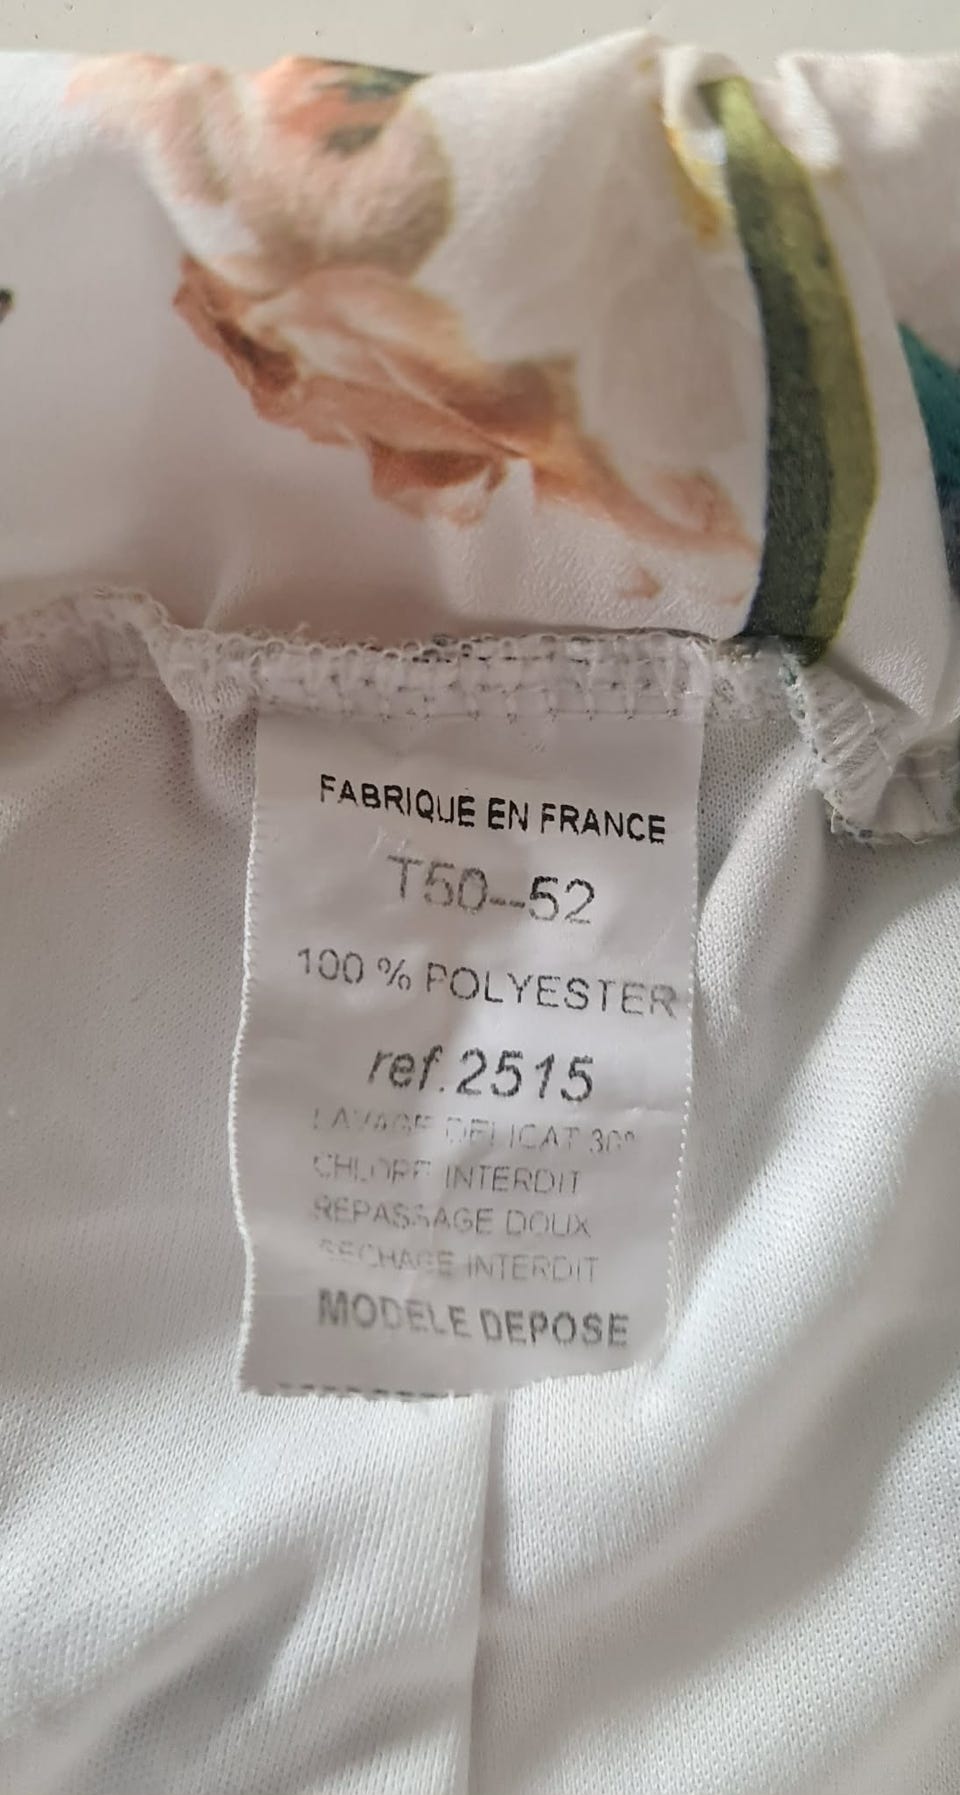 FABRIQUE EN FRANCE
T50--52
100 % POLYESTER
ref.2515
LAVAGE DELICAT 30°
CHLORE INTERDIT
REPASSAGE DOUX
SECHAGE INTERDIT
MODELE DEPOSE